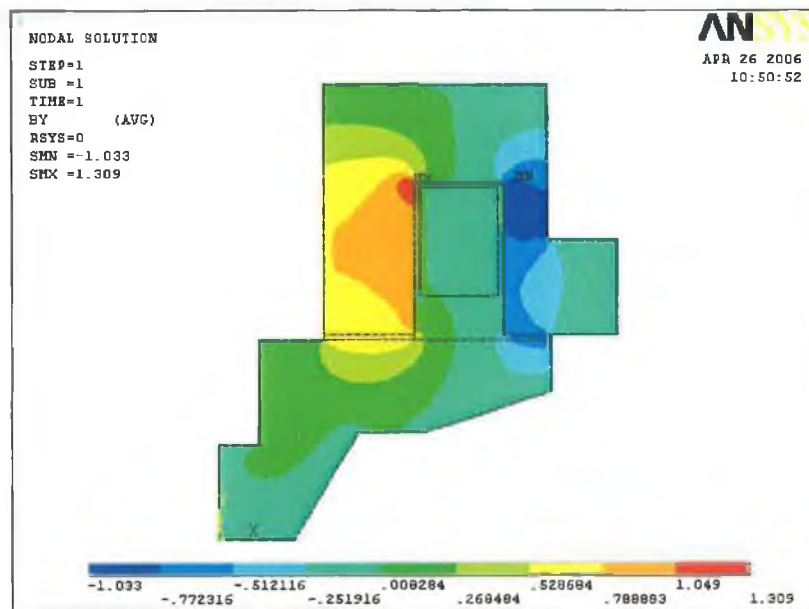 NODAL SOLUTION
STEP=1
SUB =1
TIME=1
BY (AVG)
RSYS=0
SMN =-1.033
SMX =1.309
ANSYS
APR 26 2006
10:50:52
MX
X
-1.033
-.772316
-.512116
-.251916
.008284
.268484
.528684
.788883
1.049
1.309